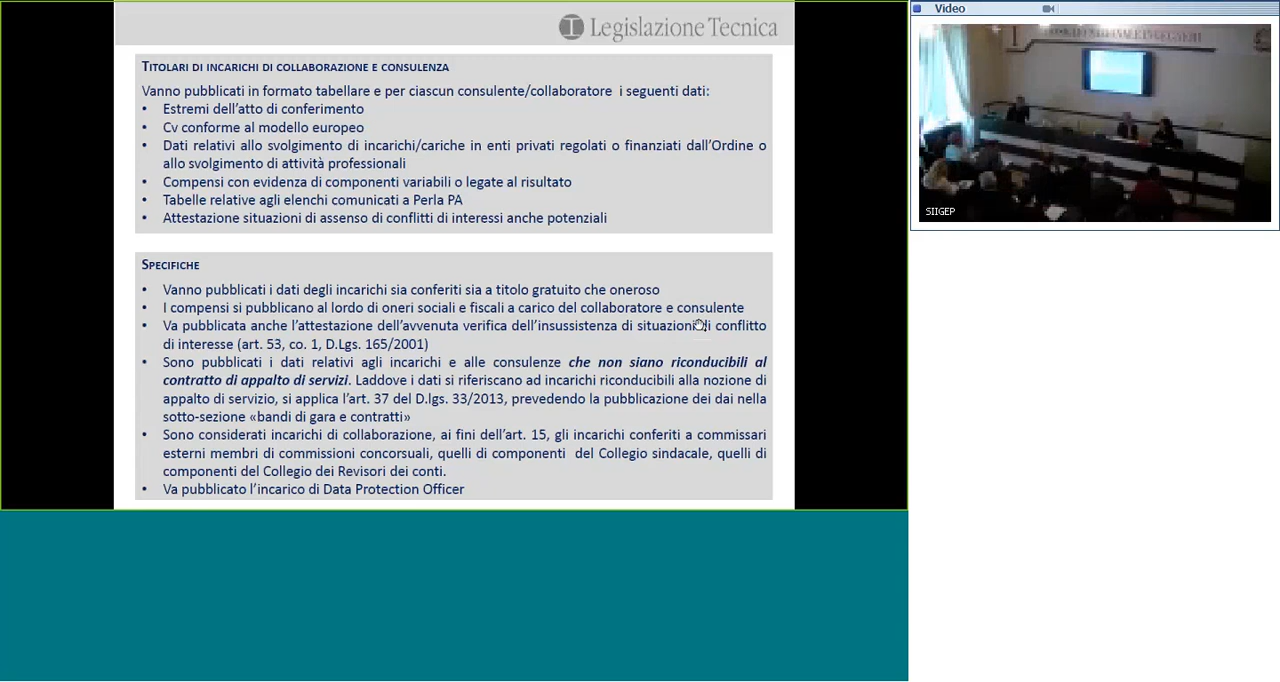 Legislazione Tecnica
TITOLARI DI INCARICHI DI COLLABORAZIONE E CONSULENZA
Vanno pubblicati in formato tabellare e per ciascun consulente/collaboratore i seguenti dati:
• Estremi dell'atto di conferimento
• Cv conforme al modello europeo
• Dati relativi allo svolgimento di incarichi/cariche in enti privati regolati o finanziati dall'Ordine o
allo svolgimento di attività professionali
• Compensi con evidenza di componenti variabili o legate al risultato
• Tabelle relative agli elenchi comunicati a Perla PA
• Attestazione situazioni di assenso di conflitti di interessi anche potenziali
SPECIFICHE
• Vanno pubblicati i dati degli incarichi sia conferiti sia a titolo gratuito che oneroso
• I compensi si pubblicano al lordo di oneri sociali e fiscali a carico del collaboratore e consulente
• Va pubblicata anche l'attestazione dell'avvenuta verifica dell'insussistenza di situazioni di conflitto
di interesse (art. 53, co. 1, D.Lgs. 165/2001)
• Sono pubblicati i dati relativi agli incarichi e alle consulenze che non siano riconducibili al
contratto di appalto di servizi. Laddove i dati si riferiscano ad incarichi riconducibili alla nozione di
appalto di servizio, si applica l'art. 37 del D.lgs. 33/2013, prevedendo la pubblicazione dei dai nella
sotto-sezione «bandi di gara e contratti»
• Sono considerati incarichi di collaborazione, ai fini dell'art. 15, gli incarichi conferiti a commissari
esterni membri di commissioni concorsuali, quelli di componenti del Collegio sindacale, quelli di
componenti del Collegio dei Revisori dei conti.
• Va pubblicato l'incarico di Data Protection Officer
Video
SIIGEP